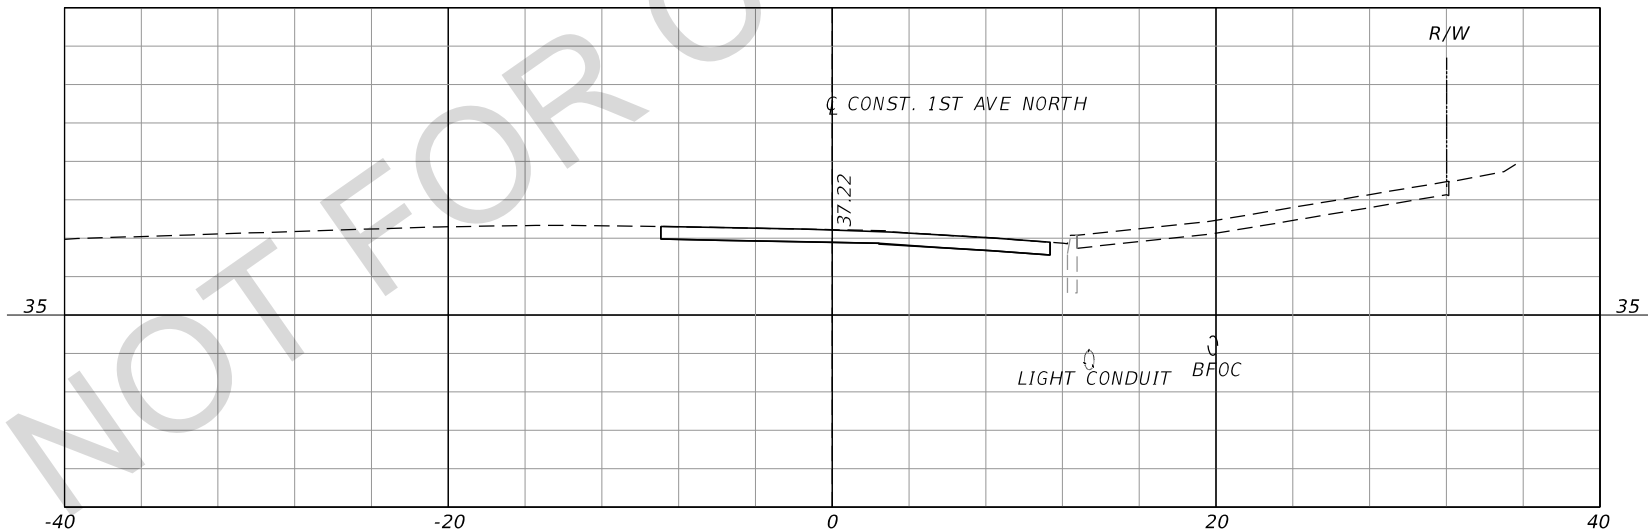 NOT FOR
R/W
℄ CONST. 1ST AVE NORTH
37.22
35
35
LIGHT CONDUIT
BFOC
-40
-20
0
20
40